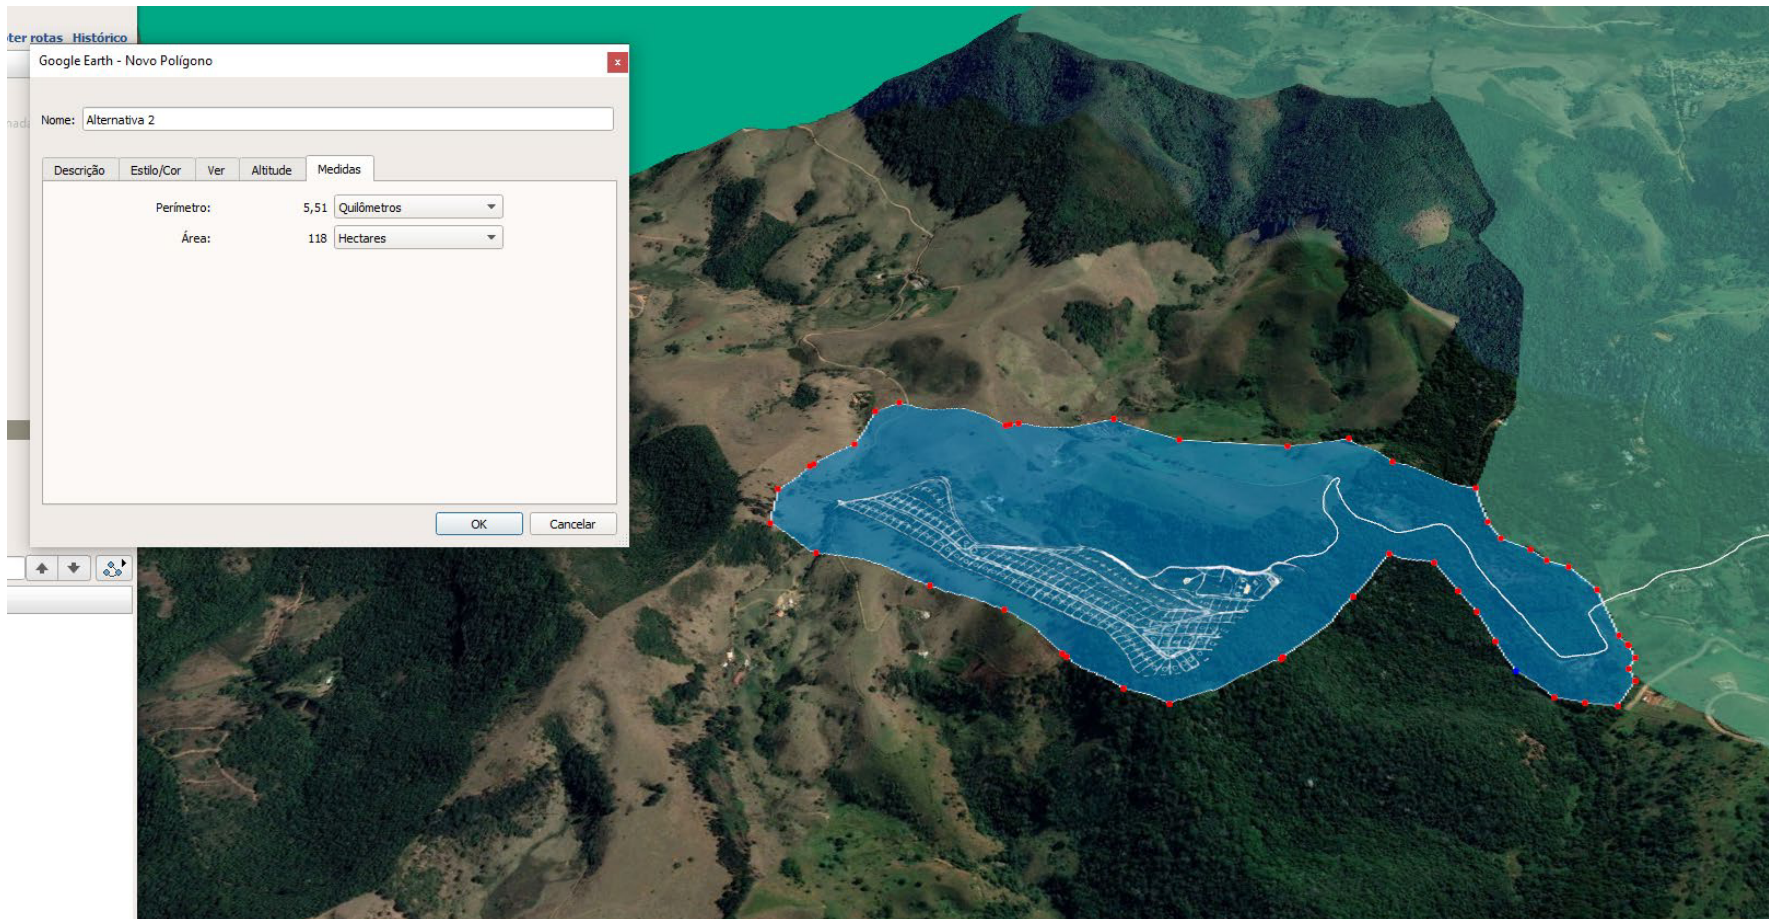 ter rotas Histórico
Google Earth - Novo Polígono
Nome: Alternativa 2
Descrição Estilo/Cor Ver Altitude Medidas
Perímetro: 5,51 Quilômetros
Área: 118 Hectares
OK Cancelar